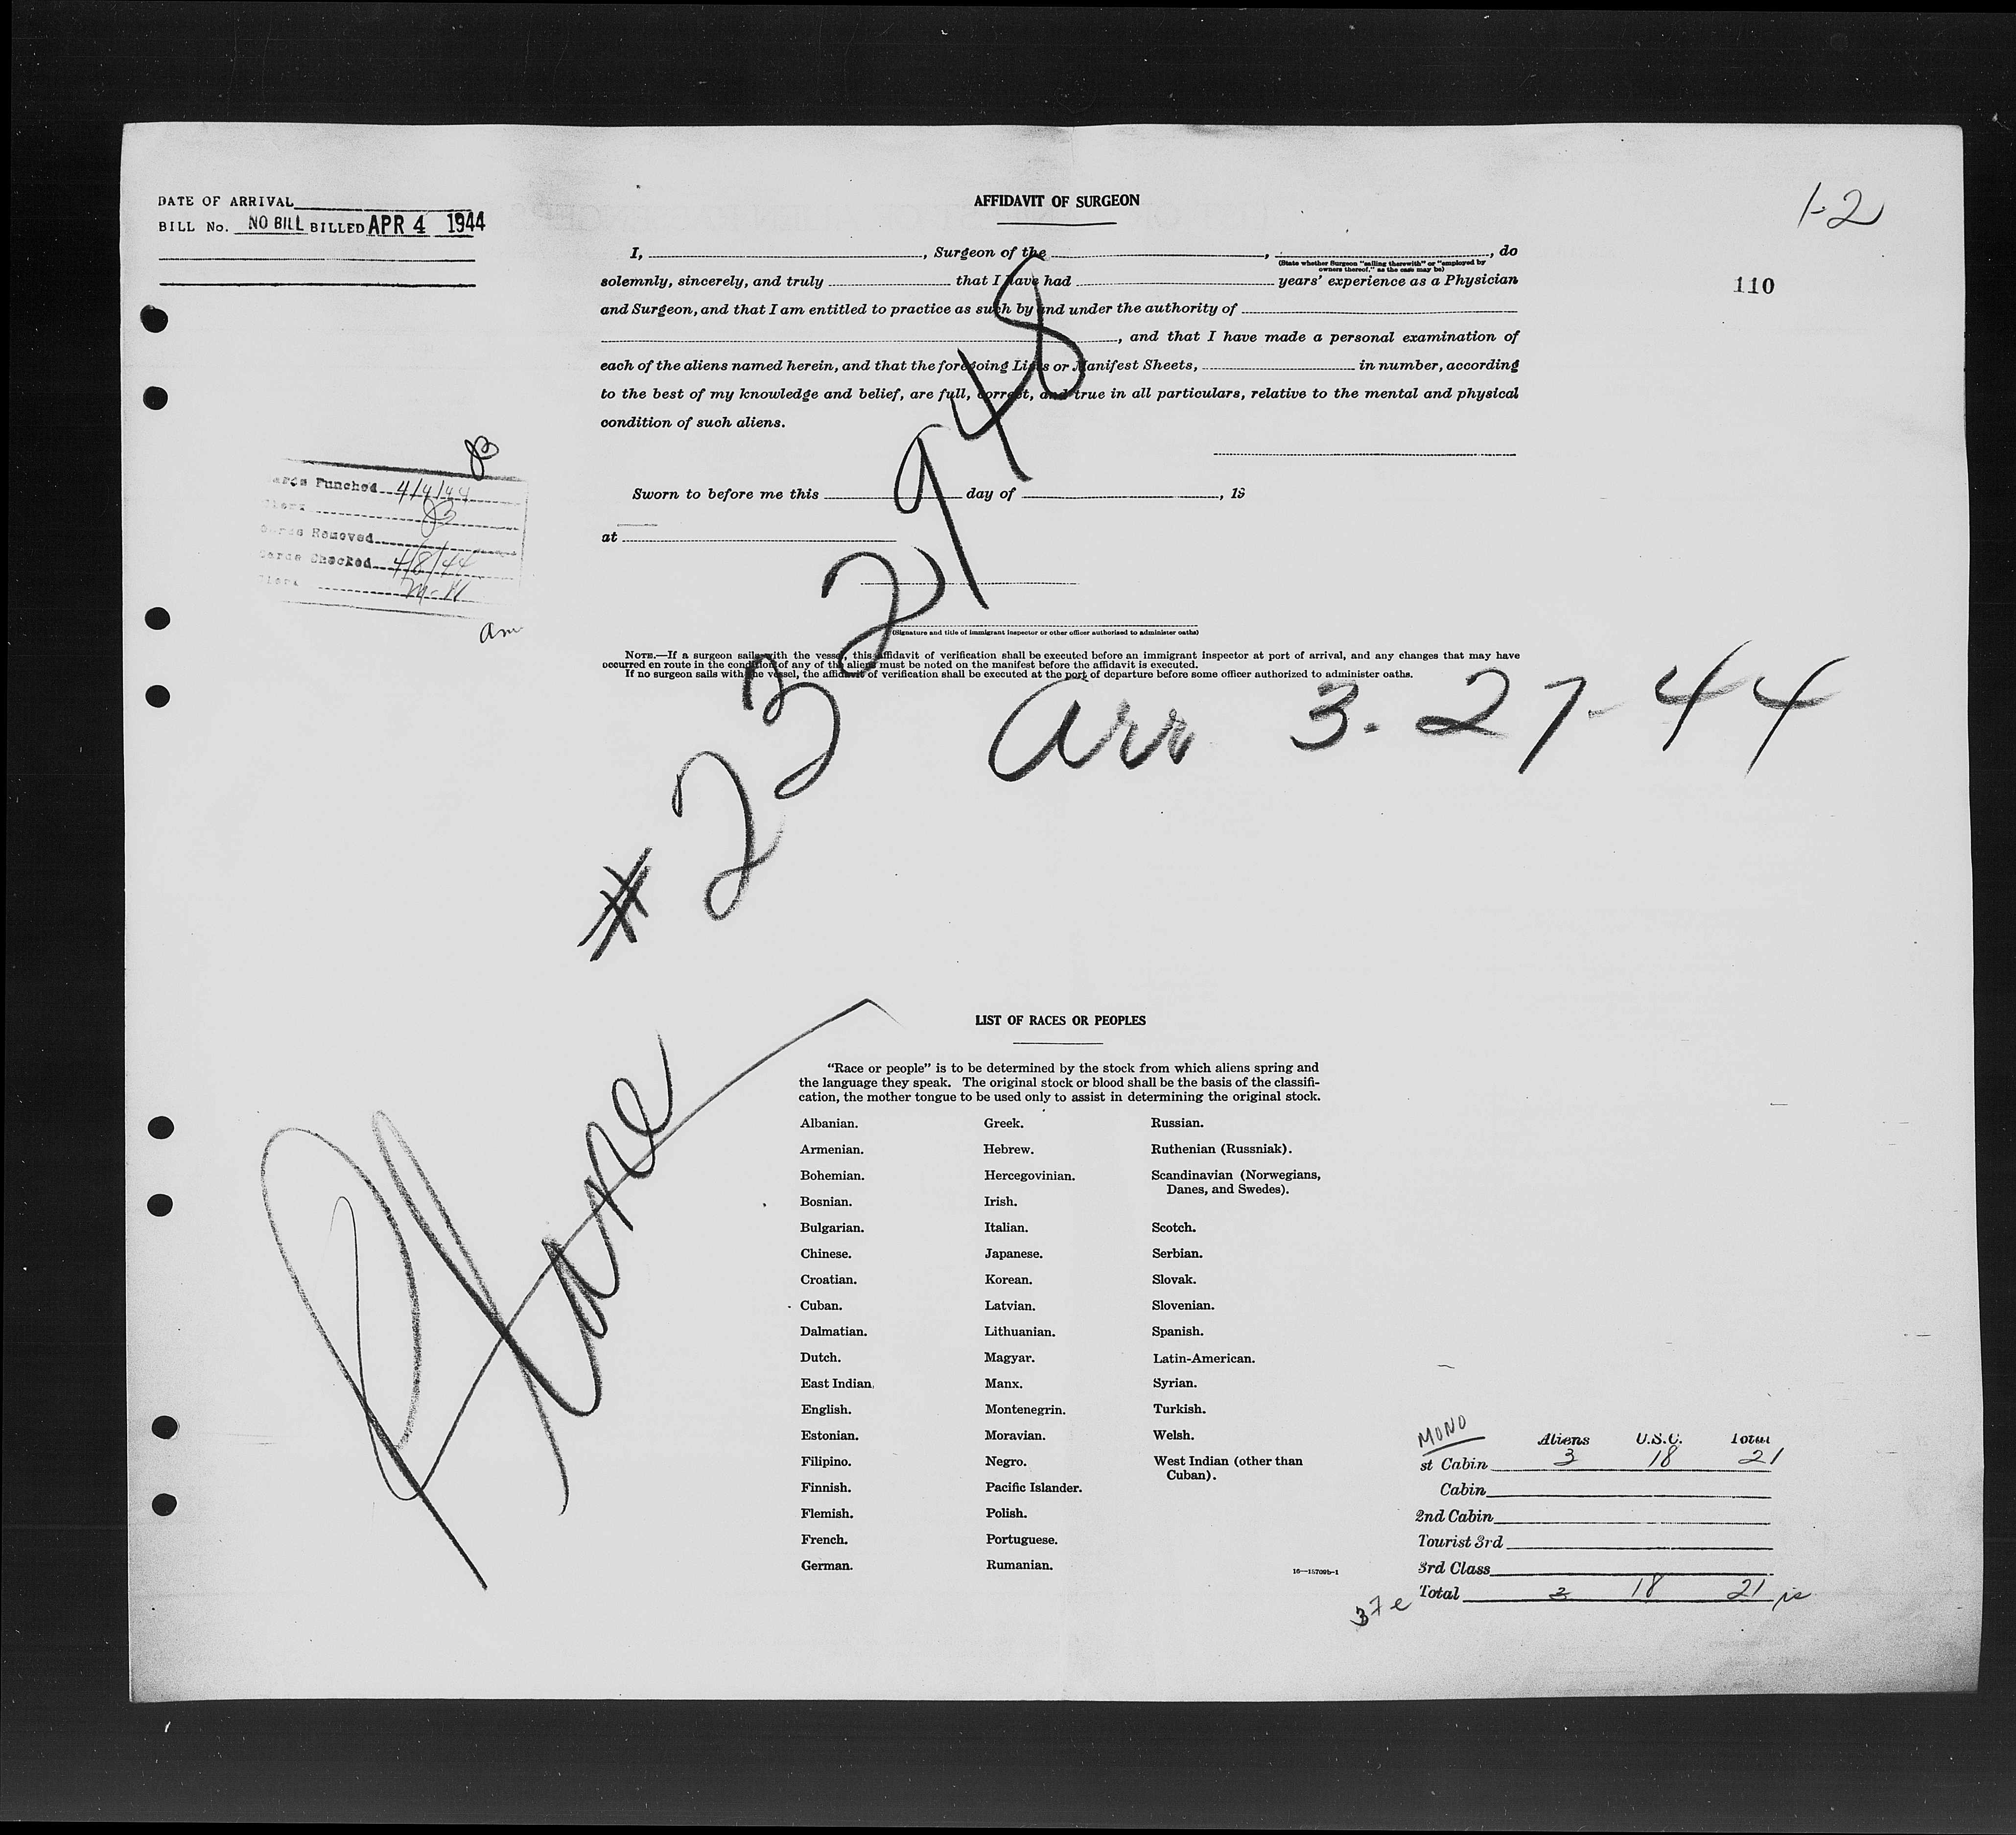 DATE OF ARRIVAL
BILL No. NO BILL BILLED APR 4 1944
AFFIDAVIT OF SURGEON
1-2
110
I, , Surgeon of the , , do
(State whether Surgeon "sailing therewith" or "employed by
owners thereof," as the case may be)
solemnly, sincerely, and truly that I have had years' experience as a Physician
and Surgeon, and that I am entitled to practice as such by and under the authority of
, and that I have made a personal examination of
each of the aliens named herein, and that the foregoing Lists or Manifest Sheets, in number, according
to the best of my knowledge and belief, are full, correct, and true in all particulars, relative to the mental and physical
condition of such aliens.
Cards Punched 4/4/44
Clerk
Cards Removed
Cards Checked 4/8/44
Clerk
Sworn to before me this day of , 19
at
(Signature and title of immigrant inspector or other officer authorized to administer oaths)
NOTE.—If a surgeon sails with the vessel, this affidavit of verification shall be executed before an immigrant inspector at port of arrival, and any changes that may have
occurred en route in the condition of any of the aliens must be noted on the manifest before the affidavit is executed.
If no surgeon sails with the vessel, the affidavit of verification shall be executed at the port of departure before some officer authorized to administer oaths.
Arr 3-27-44
#232948
Plane
LIST OF RACES OR PEOPLES
"Race or people" is to be determined by the stock from which aliens spring and
the language they speak. The original stock or blood shall be the basis of the classifi-
cation, the mother tongue to be used only to assist in determining the original stock.
Albanian.
Armenian.
Bohemian.
Bosnian.
Bulgarian.
Chinese.
Croatian.
Cuban.
Dalmatian.
Dutch.
East Indian.
English.
Estonian.
Filipino.
Finnish.
Flemish.
French.
German.
Greek.
Hebrew.
Hercegovinian.
Irish.
Italian.
Japanese.
Korean.
Latvian.
Lithuanian.
Magyar.
Manx.
Montenegrin.
Moravian.
Negro.
Pacific Islander.
Polish.
Portuguese.
Rumanian.
Russian.
Ruthenian (Russniak).
Scandinavian (Norwegians,
Danes, and Swedes).
Scotch.
Serbian.
Slovak.
Slovenian.
Spanish.
Latin-American.
Syrian.
Turkish.
Welsh.
West Indian (other than
Cuban).
16—15709b-1
MONO
Aliens U.S.C. Total
st Cabin 3 18 21
Cabin
2nd Cabin
Tourist 3rd
3rd Class
Total 3 18 21
37e